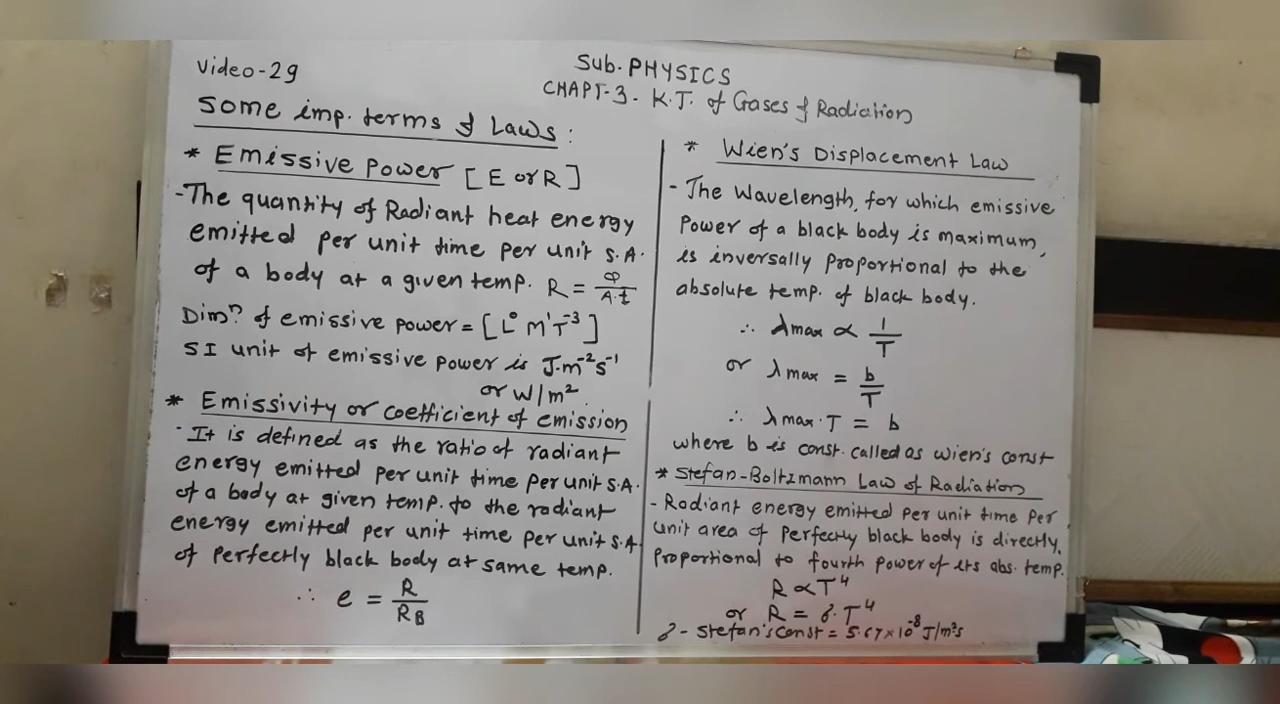 Video-29
Sub. PHYSICS
CHAPT-3. K.T. of Gases & Radiation
Some imp. terms & Laws:
* Emissive Power [E or R]
- The quantity of Radiant heat energy
emitted per unit time per unit S.A.
of a body at a given temp. R = Q/A.t
Dimⁿ of emissive power = [L⁰ M¹ T⁻³]
SI unit of emissive power is J.m⁻²s⁻¹
or W/m².
* Emissivity or coefficient of emission
- It is defined as the ratio of radiant
energy emitted per unit time per unit S.A.
of a body at given temp. to the radiant
energy emitted per unit time per unit S.A.
of perfectly black body at same temp.
∴ e = R/R_B
* Wien's Displacement Law
- The Wavelength, for which emissive
Power of a black body is maximum,
is inversally proportional to the
absolute temp. of black body.
∴ λmax ∝ 1/T
or λmax = b/T
∴ λmax.T = b
where b is const. called as wien's const
* Stefan-Boltzmann Law of Radiation
- Radiant energy emitted per unit time per
unit area of perfectly black body is directly,
proportional to fourth power of its abs. temp.
R ∝ T⁴
or R = σ.T⁴
σ - Stefan's const = 5.67 × 10⁻⁸ J/m²s